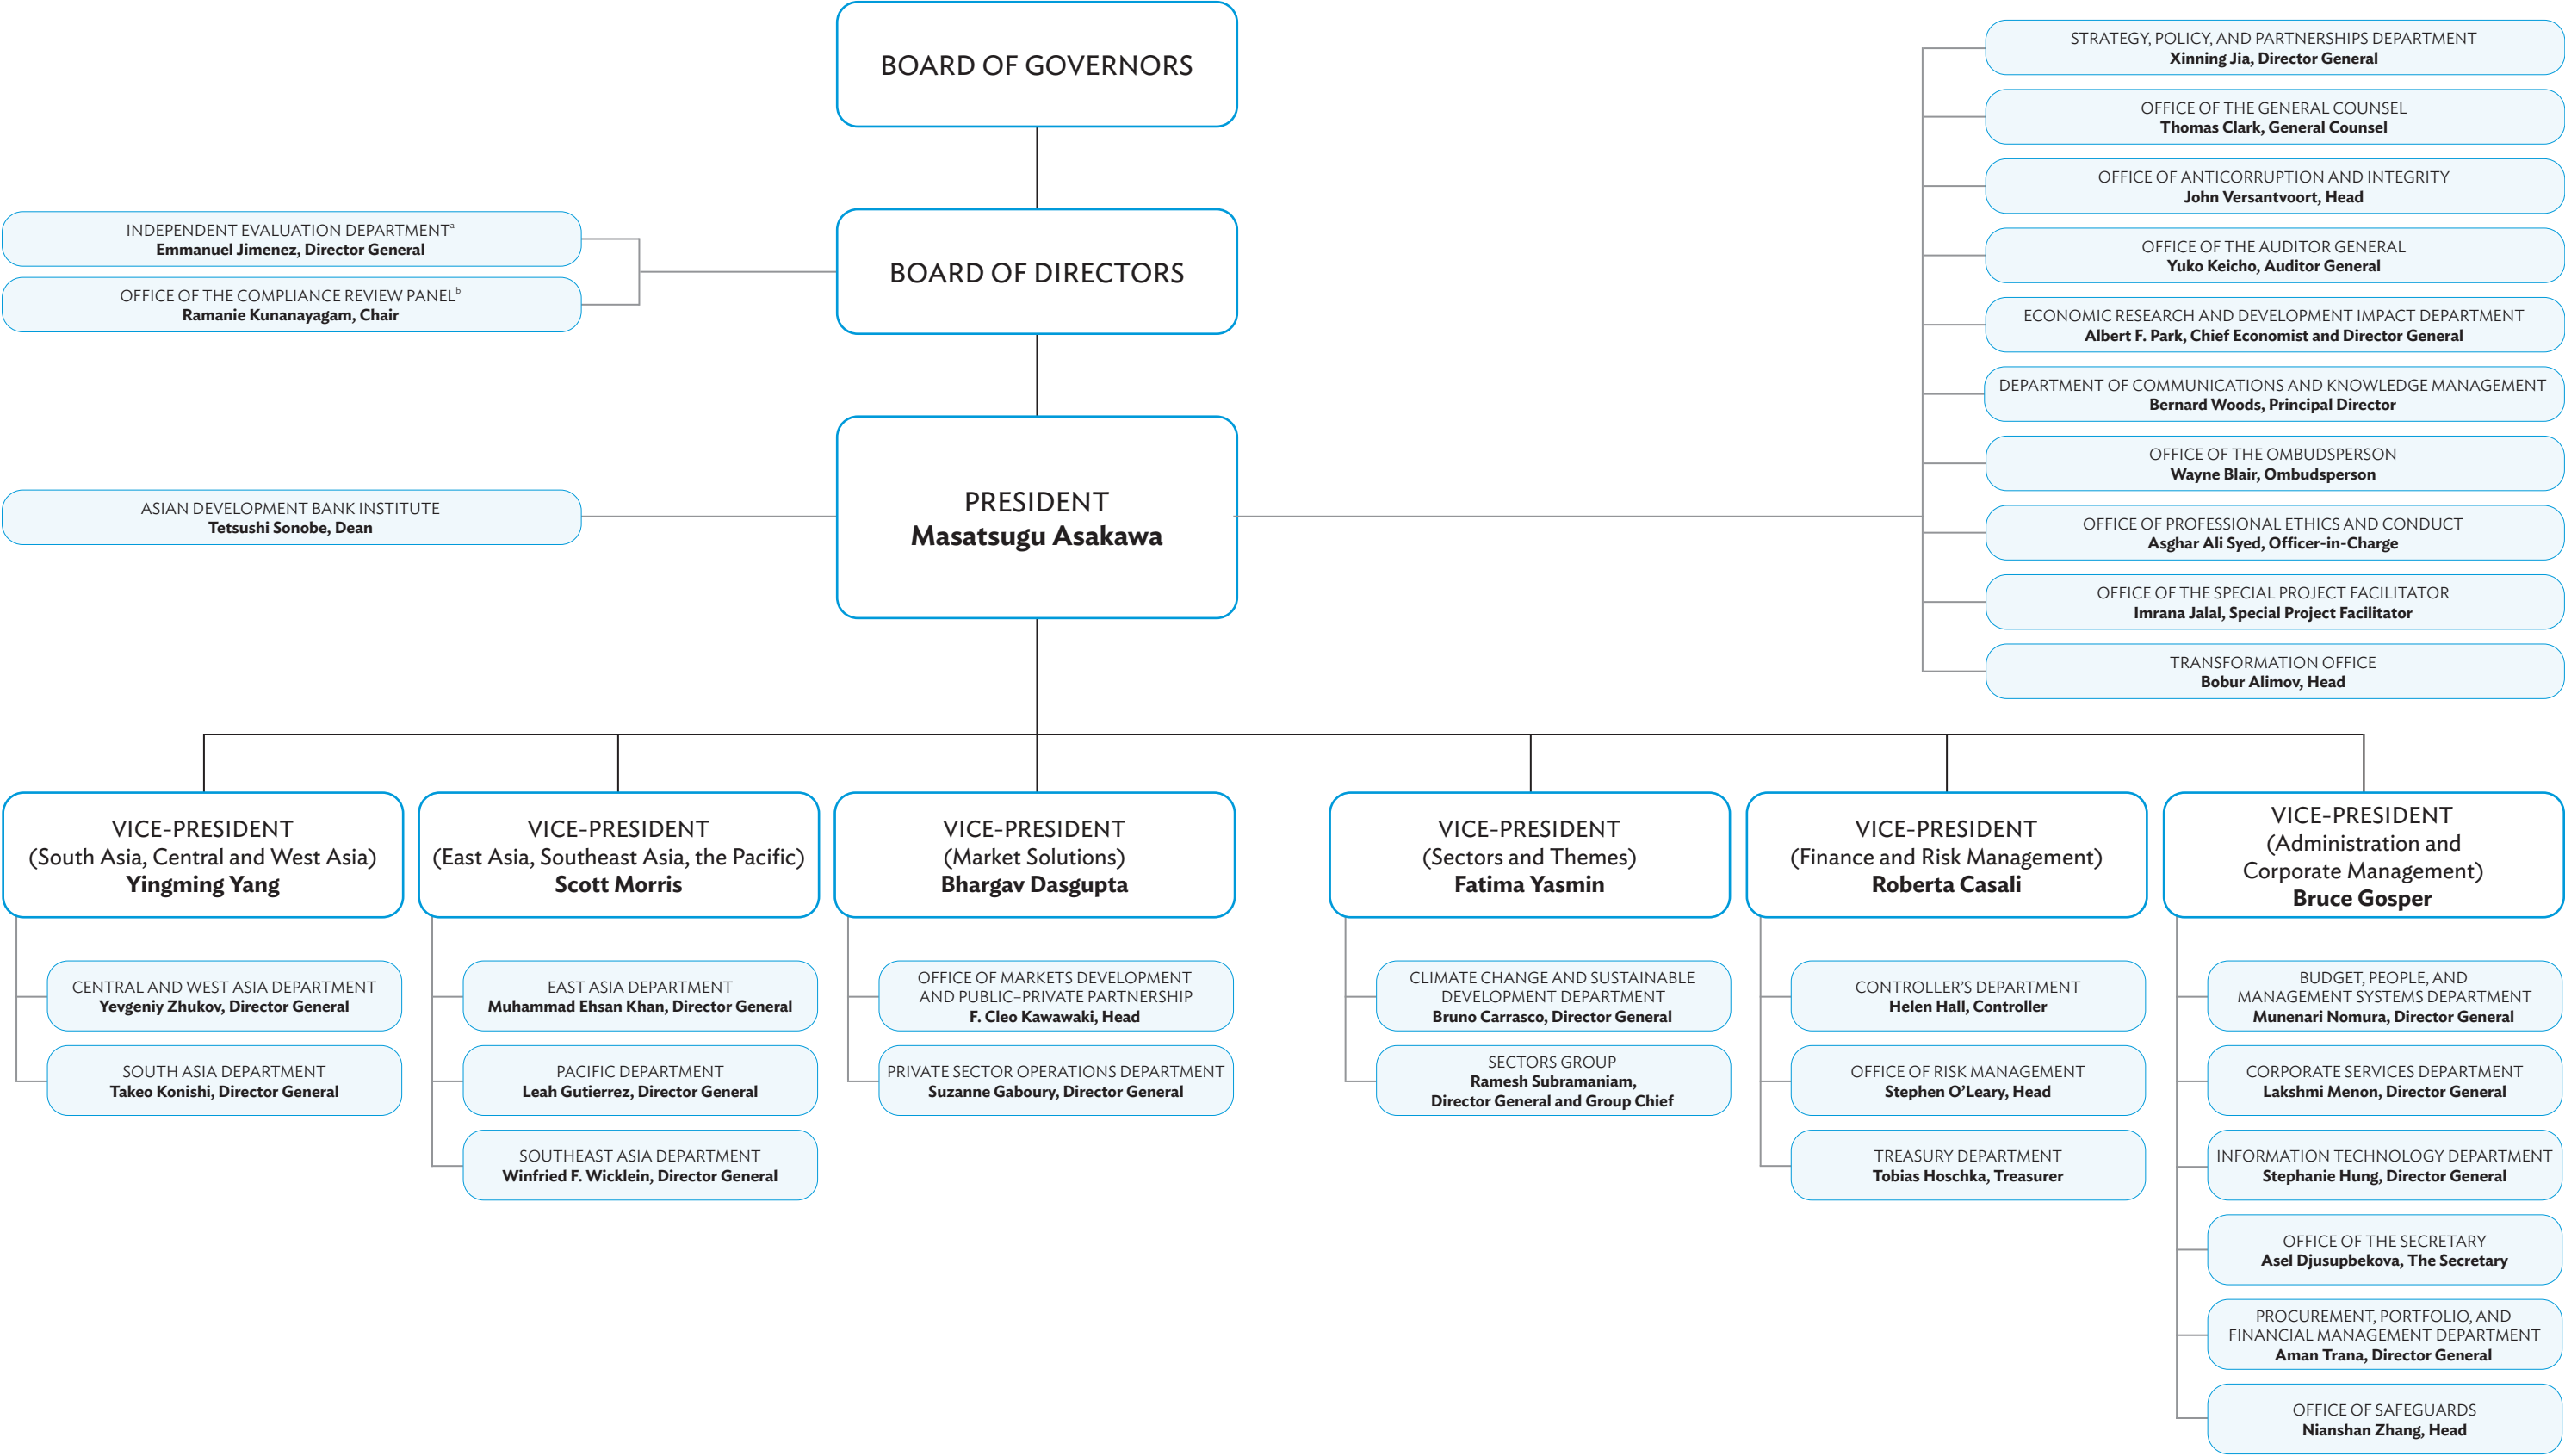 BOARD OF GOVERNORS
BOARD OF DIRECTORS
INDEPENDENT EVALUATION DEPARTMENTᵃ
Emmanuel Jimenez, Director General
OFFICE OF THE COMPLIANCE REVIEW PANELᵇ
Ramanie Kunanayagam, Chair
PRESIDENT
Masatsugu Asakawa
ASIAN DEVELOPMENT BANK INSTITUTE
Tetsushi Sonobe, Dean
STRATEGY, POLICY, AND PARTNERSHIPS DEPARTMENT
Xinning Jia, Director General
OFFICE OF THE GENERAL COUNSEL
Thomas Clark, General Counsel
OFFICE OF ANTICORRUPTION AND INTEGRITY
John Versantvoort, Head
OFFICE OF THE AUDITOR GENERAL
Yuko Keicho, Auditor General
ECONOMIC RESEARCH AND DEVELOPMENT IMPACT DEPARTMENT
Albert F. Park, Chief Economist and Director General
DEPARTMENT OF COMMUNICATIONS AND KNOWLEDGE MANAGEMENT
Bernard Woods, Principal Director
OFFICE OF THE OMBUDSPERSON
Wayne Blair, Ombudsperson
OFFICE OF PROFESSIONAL ETHICS AND CONDUCT
Asghar Ali Syed, Officer-in-Charge
OFFICE OF THE SPECIAL PROJECT FACILITATOR
Imrana Jalal, Special Project Facilitator
TRANSFORMATION OFFICE
Bobur Alimov, Head
VICE-PRESIDENT
(South Asia, Central and West Asia)
Yingming Yang
CENTRAL AND WEST ASIA DEPARTMENT
Yevgeniy Zhukov, Director General
SOUTH ASIA DEPARTMENT
Takeo Konishi, Director General
VICE-PRESIDENT
(East Asia, Southeast Asia, the Pacific)
Scott Morris
EAST ASIA DEPARTMENT
Muhammad Ehsan Khan, Director General
PACIFIC DEPARTMENT
Leah Gutierrez, Director General
SOUTHEAST ASIA DEPARTMENT
Winfried F. Wicklein, Director General
VICE-PRESIDENT
(Market Solutions)
Bhargav Dasgupta
OFFICE OF MARKETS DEVELOPMENT
AND PUBLIC–PRIVATE PARTNERSHIP
F. Cleo Kawawaki, Head
PRIVATE SECTOR OPERATIONS DEPARTMENT
Suzanne Gaboury, Director General
VICE-PRESIDENT
(Sectors and Themes)
Fatima Yasmin
CLIMATE CHANGE AND SUSTAINABLE
DEVELOPMENT DEPARTMENT
Bruno Carrasco, Director General
SECTORS GROUP
Ramesh Subramaniam,
Director General and Group Chief
VICE-PRESIDENT
(Finance and Risk Management)
Roberta Casali
CONTROLLER’S DEPARTMENT
Helen Hall, Controller
OFFICE OF RISK MANAGEMENT
Stephen O’Leary, Head
TREASURY DEPARTMENT
Tobias Hoschka, Treasurer
VICE-PRESIDENT
(Administration and
Corporate Management)
Bruce Gosper
BUDGET, PEOPLE, AND
MANAGEMENT SYSTEMS DEPARTMENT
Munenari Nomura, Director General
CORPORATE SERVICES DEPARTMENT
Lakshmi Menon, Director General
INFORMATION TECHNOLOGY DEPARTMENT
Stephanie Hung, Director General
OFFICE OF THE SECRETARY
Asel Djusupbekova, The Secretary
PROCUREMENT, PORTFOLIO, AND
FINANCIAL MANAGEMENT DEPARTMENT
Aman Trana, Director General
OFFICE OF SAFEGUARDS
Nianshan Zhang, Head